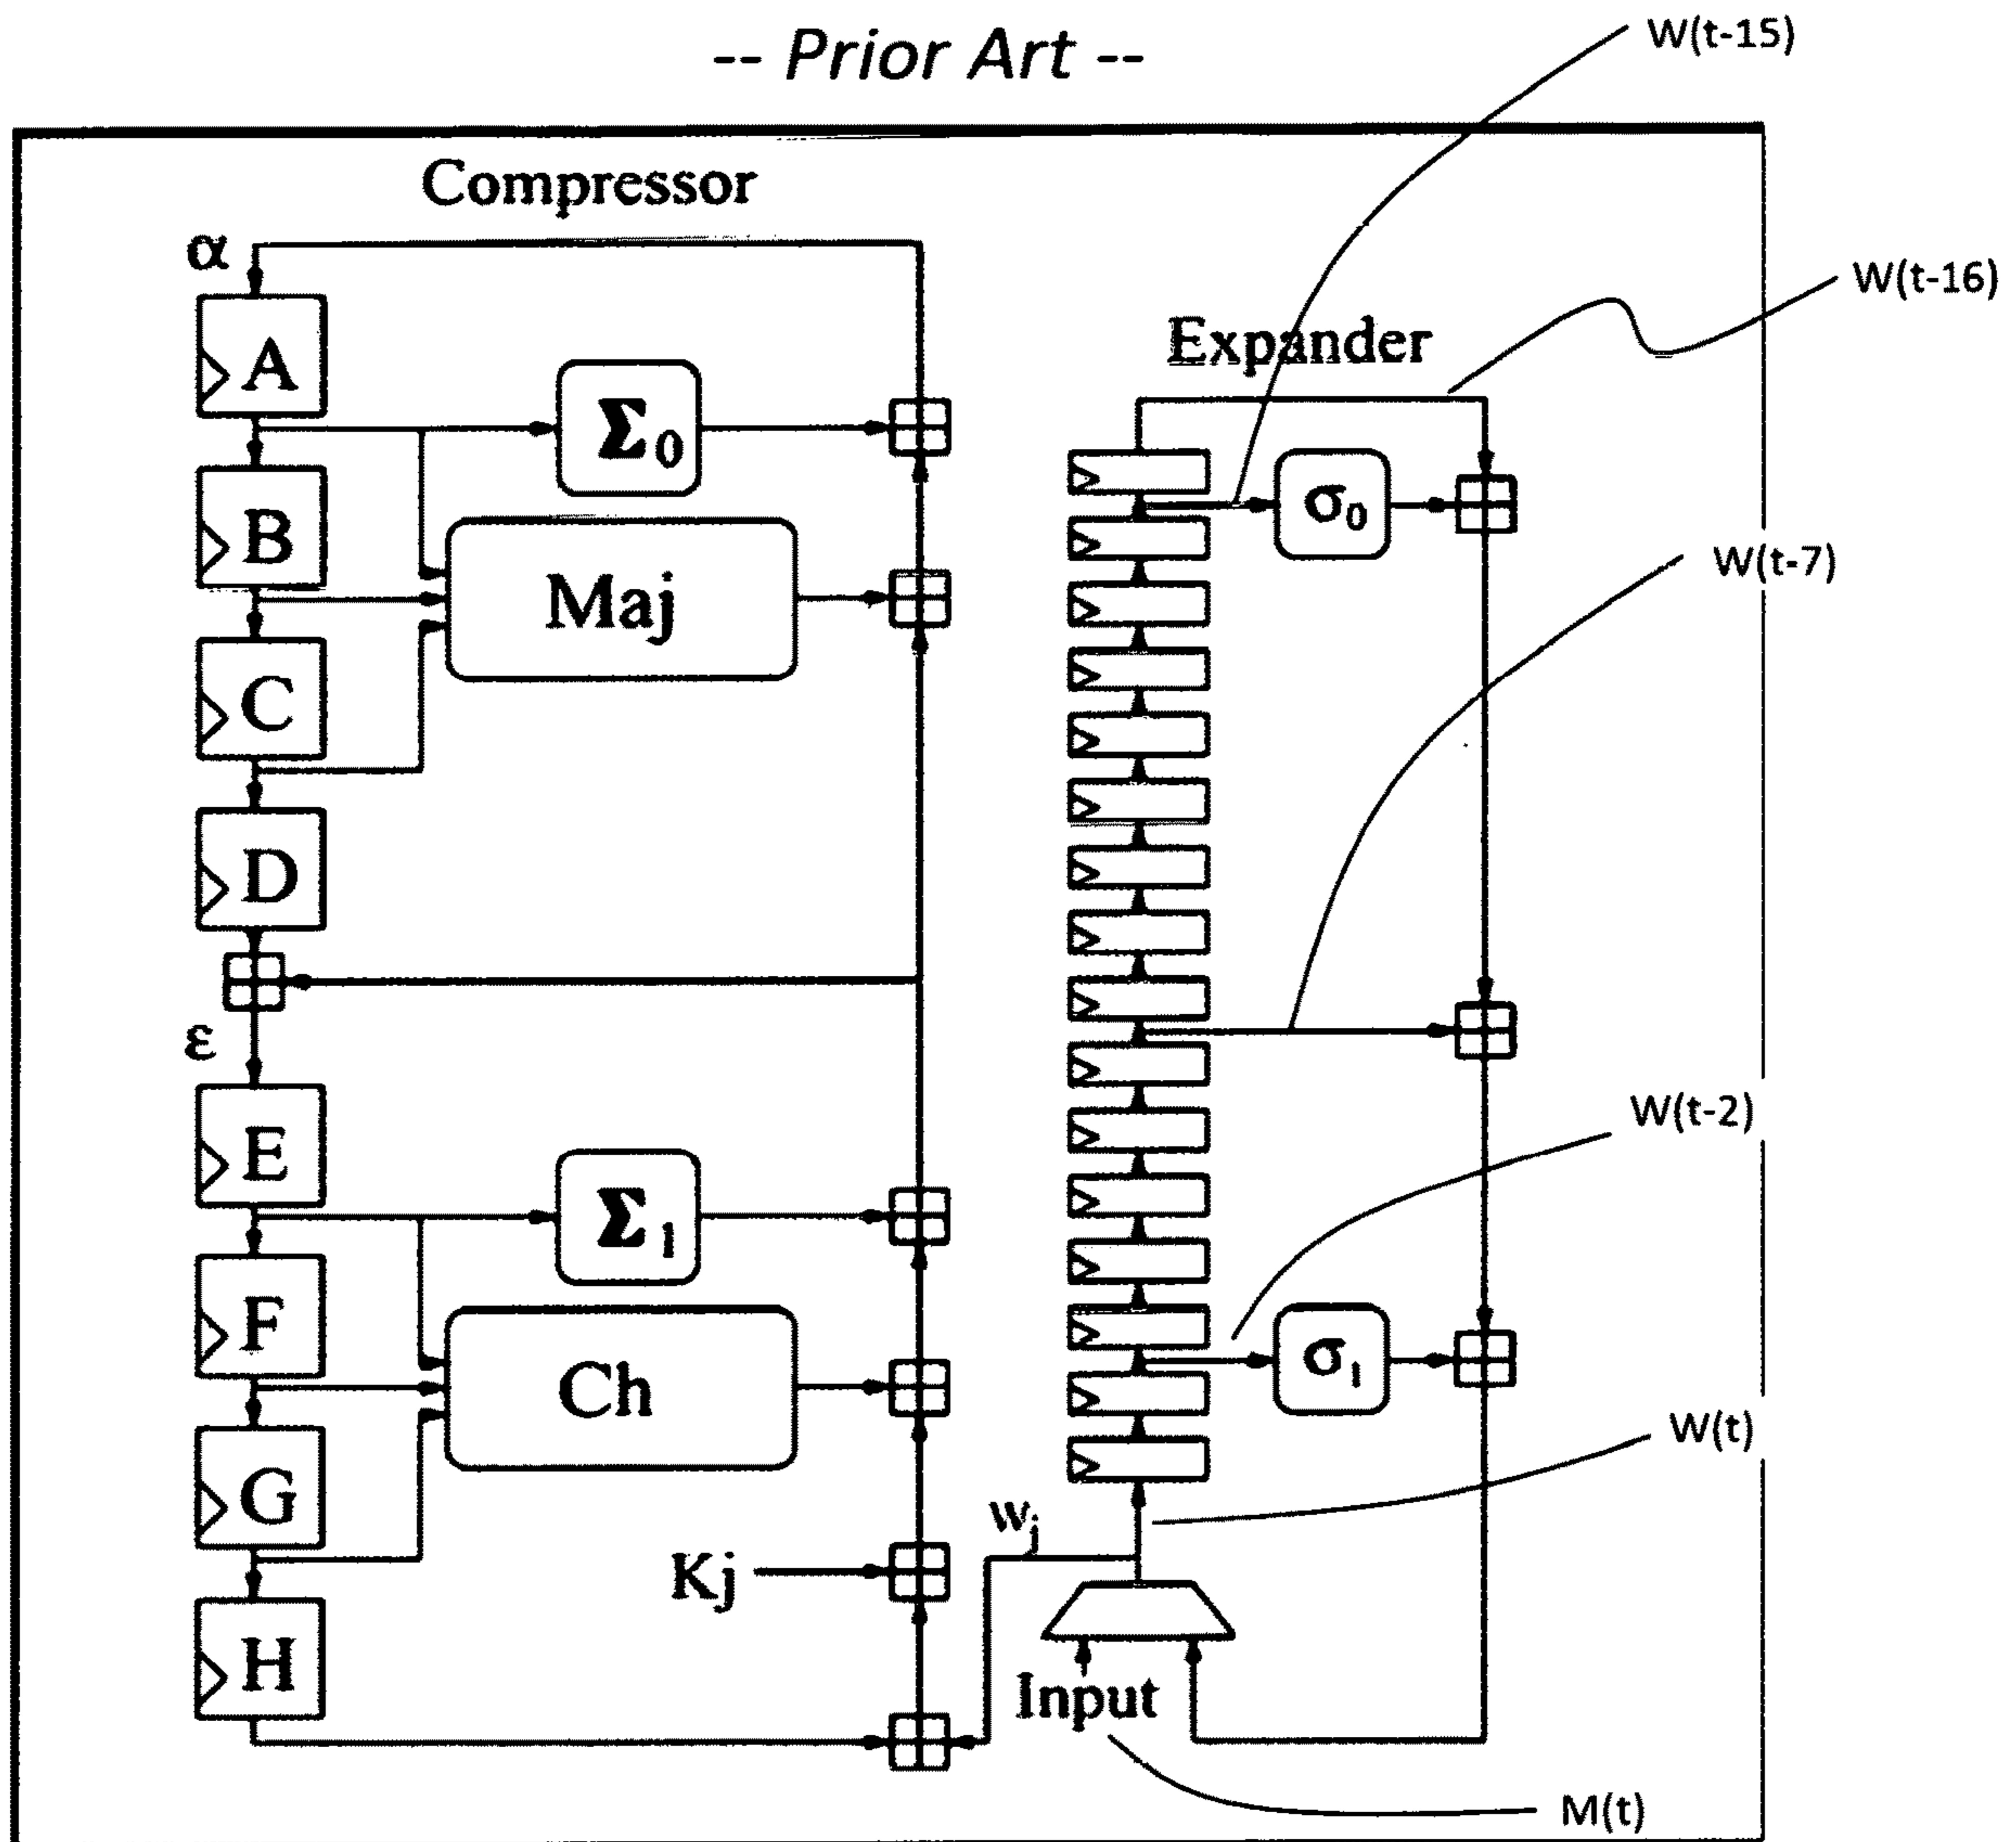 -- Prior Art --
W(t-15)
Compressor
α
W(t-16)
Expander
A
Σ0
σ0
B
W(t-7)
Maj
C
D
ε
W(t-2)
E
Σ1
F
σ1
Ch
W(t)
G
wj
Kj
H
Input
M(t)